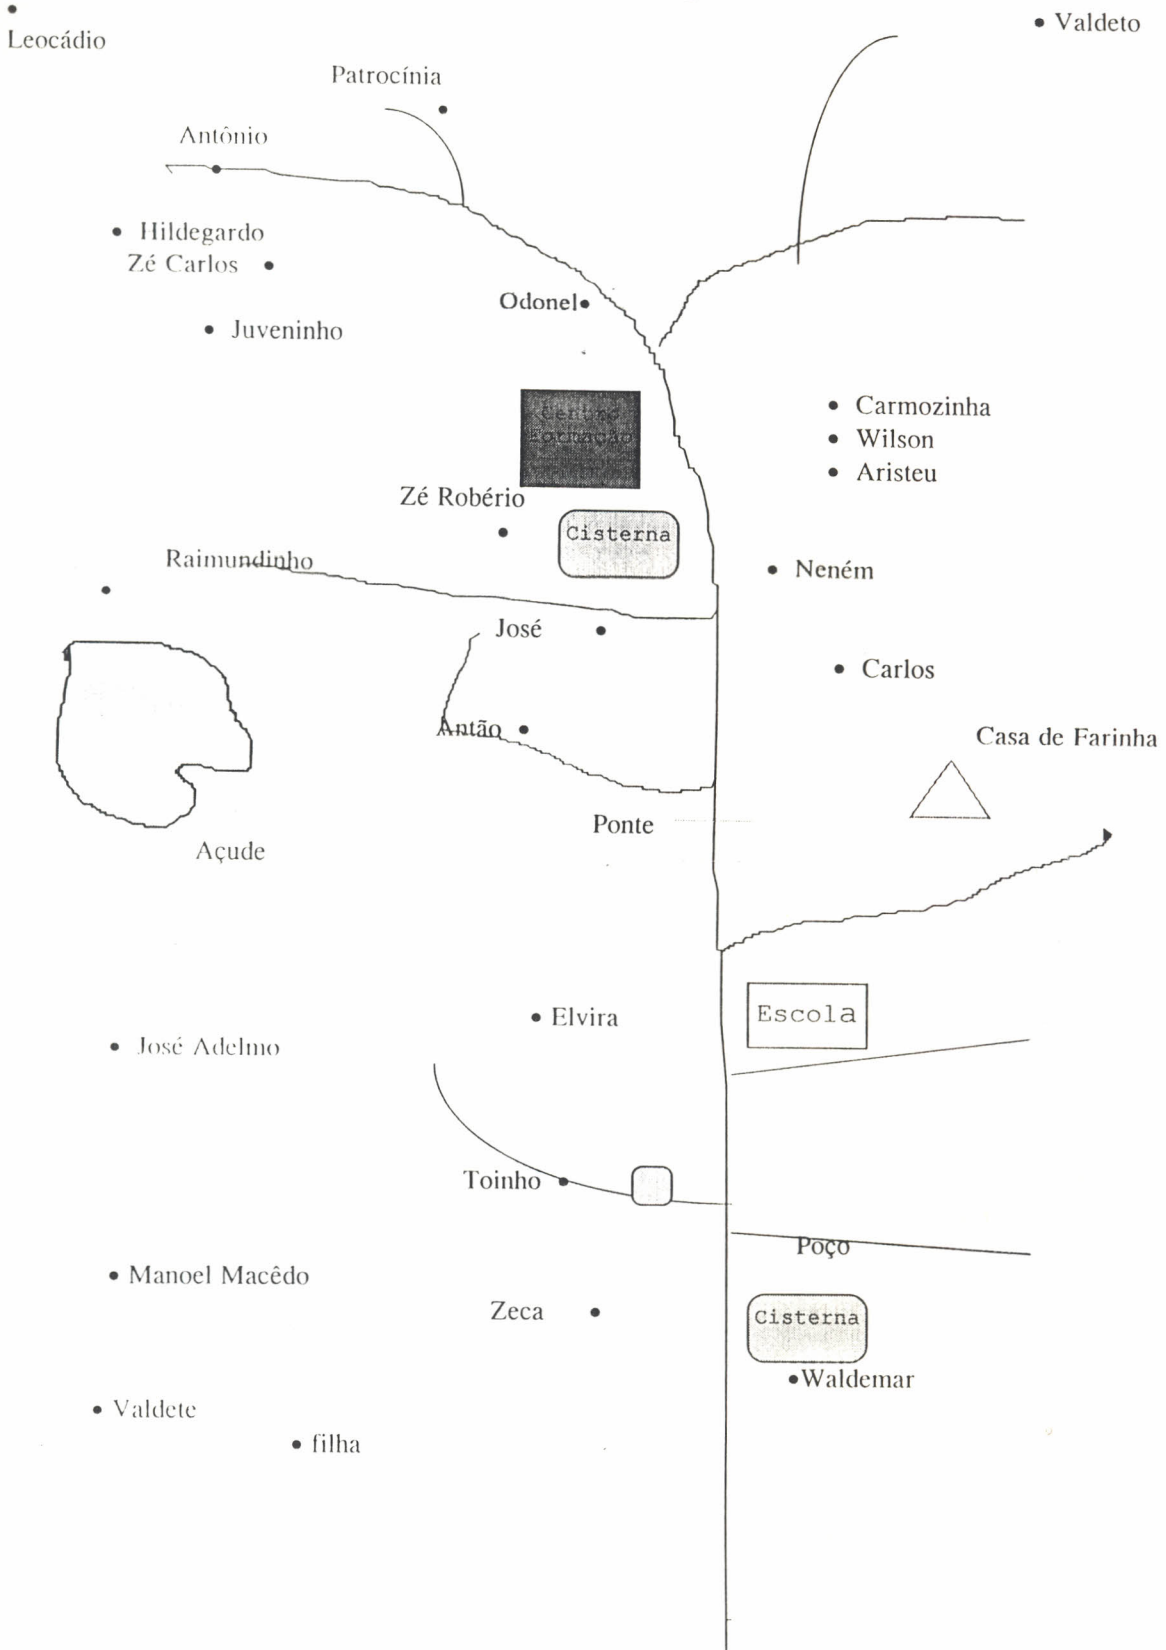 Leocádio
Valdeto
Patrocínia
Antônio
Hildegardo
Zé Carlos
Odonel
Juveninho
Centro
Formação
Carmozinha
Wilson
Aristeu
Zé Robério
Cisterna
Raimundinho
Neném
José
Carlos
Antão
Casa de Farinha
Ponte
Açude
Escola
Elvira
José Adelmo
Toinho
Poço
Manoel Macêdo
Zeca
Cisterna
Waldemar
Valdete
filha